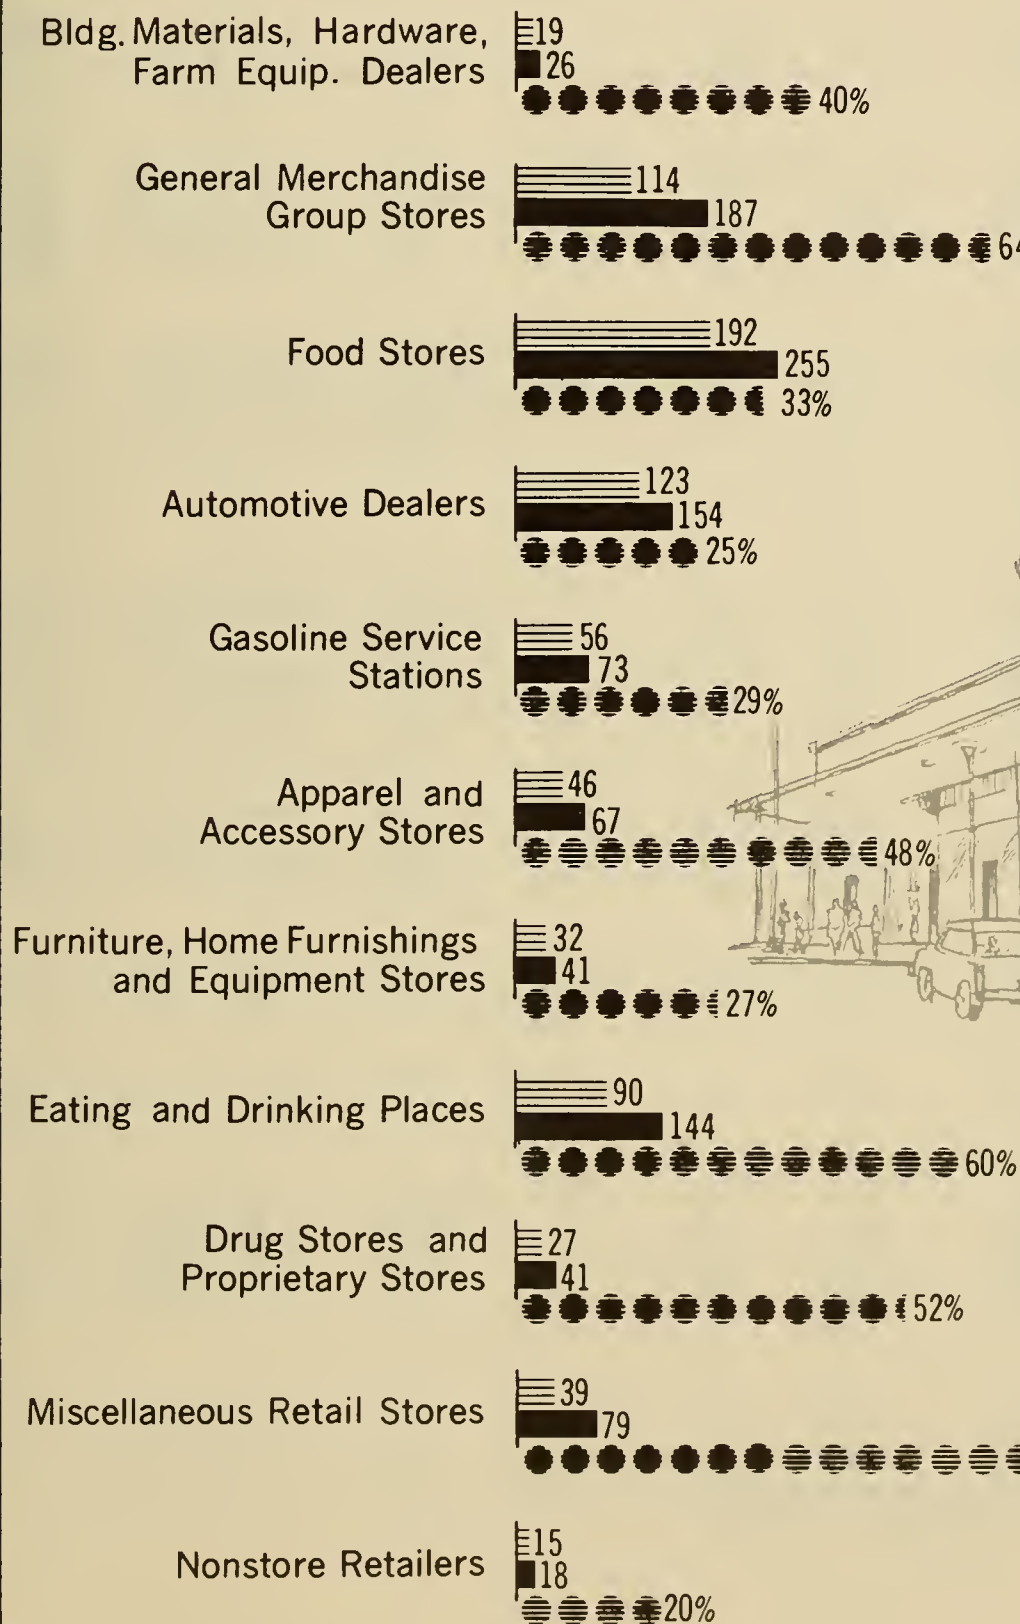 Bldg. Materials, Hardware,
Farm Equip. Dealers
19
26
40%
General Merchandise
Group Stores
114
187
Food Stores
192
255
33%
Automotive Dealers
123
154
25%
Gasoline Service
Stations
56
73
29%
Apparel and
Accessory Stores
46
67
48%
Furniture, Home Furnishings
and Equipment Stores
32
41
27%
Eating and Drinking Places
90
144
60%
Drug Stores and
Proprietary Stores
27
41
52%
Miscellaneous Retail Stores
39
79
Nonstore Retailers
15
18
20%